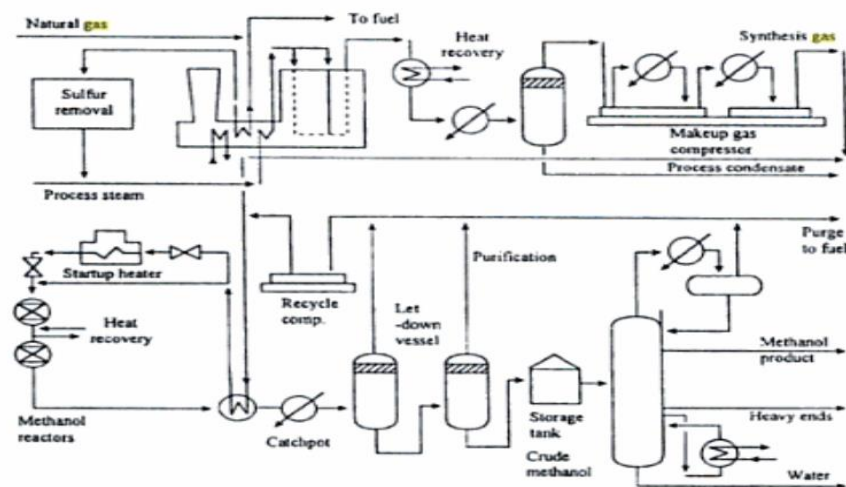 Natural gas
To fuel
Heat
recovery
Synthesis gas
Sulfur
removal
Makeup gas
compressor
Process condensate
Process steam
Purge
to fuel
Purification
Startup heater
Recycle
comp.
Let
-down
vessel
Heat
recovery
Methanol
product
Methanol
reactors
Catchpot
Storage
tank
Crude
methanol
Heavy ends
Water